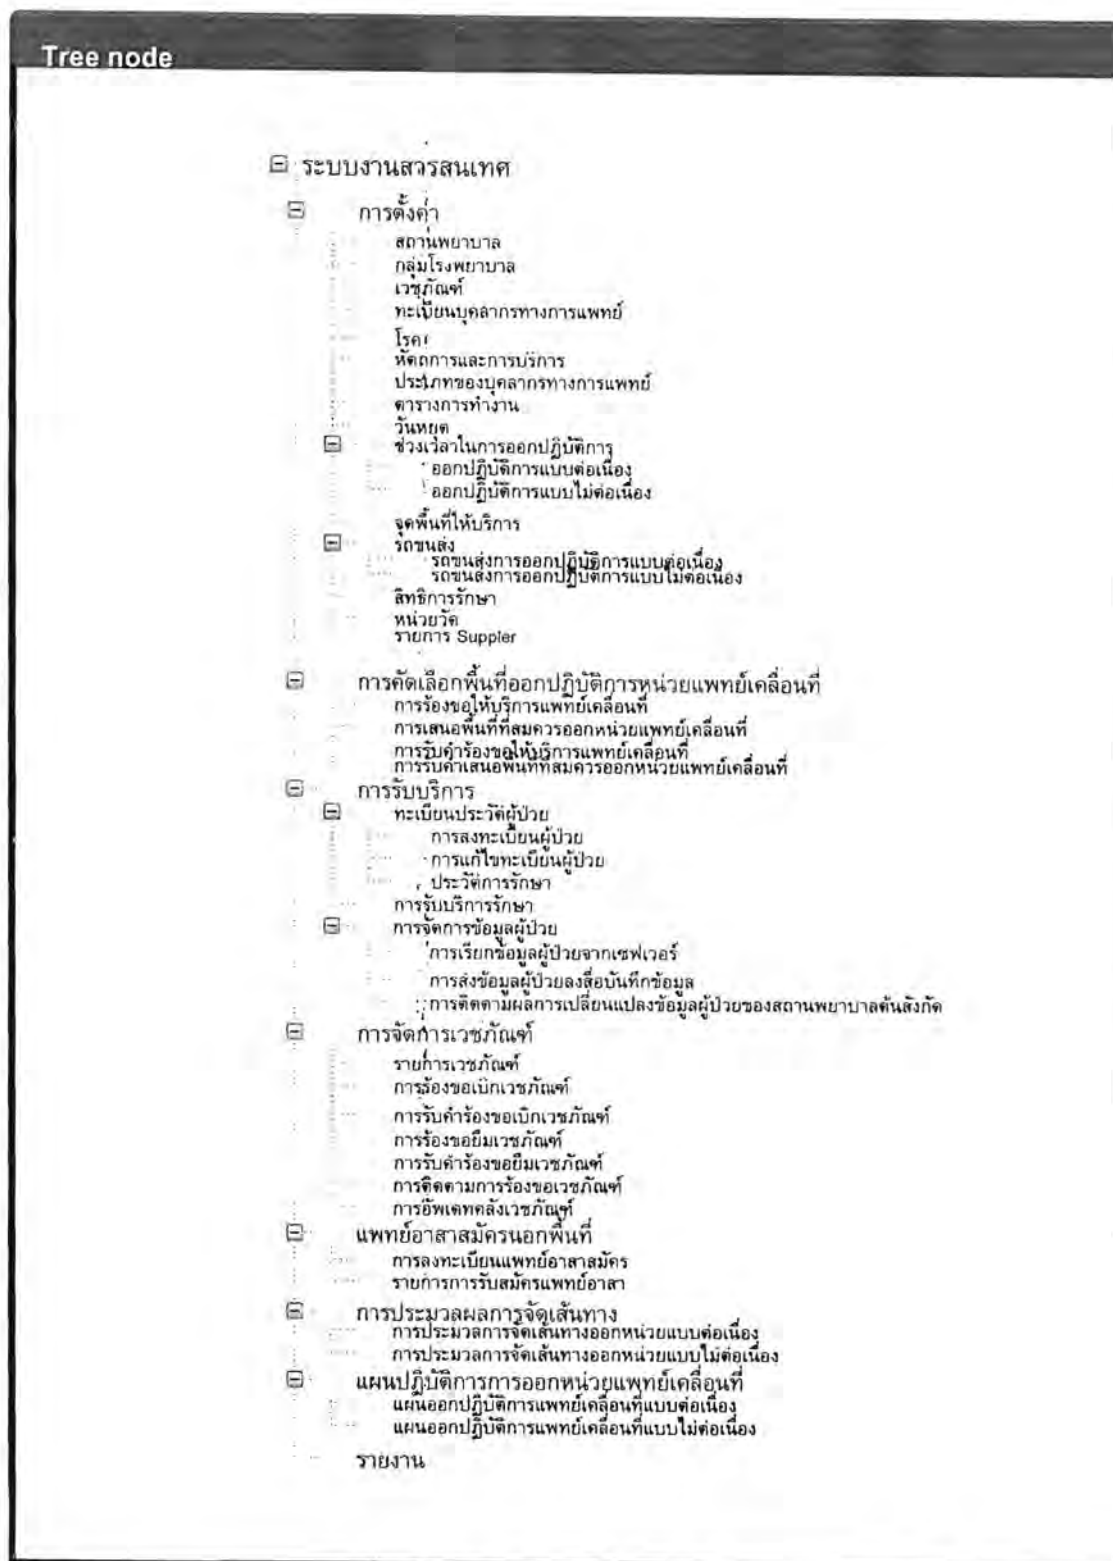 Tree node
ระบบงานสารสนเทศ
การตั้งค่า
สถานพยาบาล
กลุ่มโรงพยาบาล
เวชภัณฑ์
ทะเบียนบุคลากรทางการแพทย์
โรค
หัตถการและการบริการ
ประเภทของบุคลากรทางการแพทย์
ตารางการทำงาน
วันหยุด
ช่วงเวลาในการออกปฏิบัติการ
ออกปฏิบัติการแบบต่อเนื่อง
ออกปฏิบัติการแบบไม่ต่อเนื่อง
จุดพื้นที่ให้บริการ
รถขนส่ง
รถขนส่งการออกปฏิบัติการแบบต่อเนื่อง
รถขนส่งการออกปฏิบัติการแบบไม่ต่อเนื่อง
สิทธิการรักษา
หน่วยวัด
รายการ Suppler
การคัดเลือกพื้นที่ออกปฏิบัติการหน่วยแพทย์เคลื่อนที่
การร้องขอให้บริการแพทย์เคลื่อนที่
การเสนอพื้นที่ที่สมควรออกหน่วยแพทย์เคลื่อนที่
การรับคำร้องขอให้บริการแพทย์เคลื่อนที่
การรับคำเสนอพื้นที่ที่สมควรออกหน่วยแพทย์เคลื่อนที่
การรับบริการ
ทะเบียนประวัติผู้ป่วย
การลงทะเบียนผู้ป่วย
การแก้ไขทะเบียนผู้ป่วย
ประวัติการรักษา
การรับบริการรักษา
การจัดการข้อมูลผู้ป่วย
การเรียกข้อมูลผู้ป่วยจากเซฟเวอร์
การส่งข้อมูลผู้ป่วยลงสื่อบันทึกข้อมูล
การติดตามผลการเปลี่ยนแปลงข้อมูลผู้ป่วยของสถานพยาบาลต้นสังกัด
การจัดการเวชภัณฑ์
รายการเวชภัณฑ์
การร้องขอเบิกเวชภัณฑ์
การรับคำร้องขอเบิกเวชภัณฑ์
การร้องขอยืมเวชภัณฑ์
การรับคำร้องขอยืมเวชภัณฑ์
การติดตามการร้องขอเวชภัณฑ์
การอัพเดทคลังเวชภัณฑ์
แพทย์อาสาสมัครนอกพื้นที่
การลงทะเบียนแพทย์อาสาสมัคร
รายการการรับสมัครแพทย์อาสา
การประมวลผลการจัดเส้นทาง
การประมวลการจัดเส้นทางออกหน่วยแบบต่อเนื่อง
การประมวลการจัดเส้นทางออกหน่วยแบบไม่ต่อเนื่อง
แผนปฏิบัติการการออกหน่วยแพทย์เคลื่อนที่
แผนออกปฏิบัติการแพทย์เคลื่อนที่แบบต่อเนื่อง
แผนออกปฏิบัติการแพทย์เคลื่อนที่แบบไม่ต่อเนื่อง
รายงาน